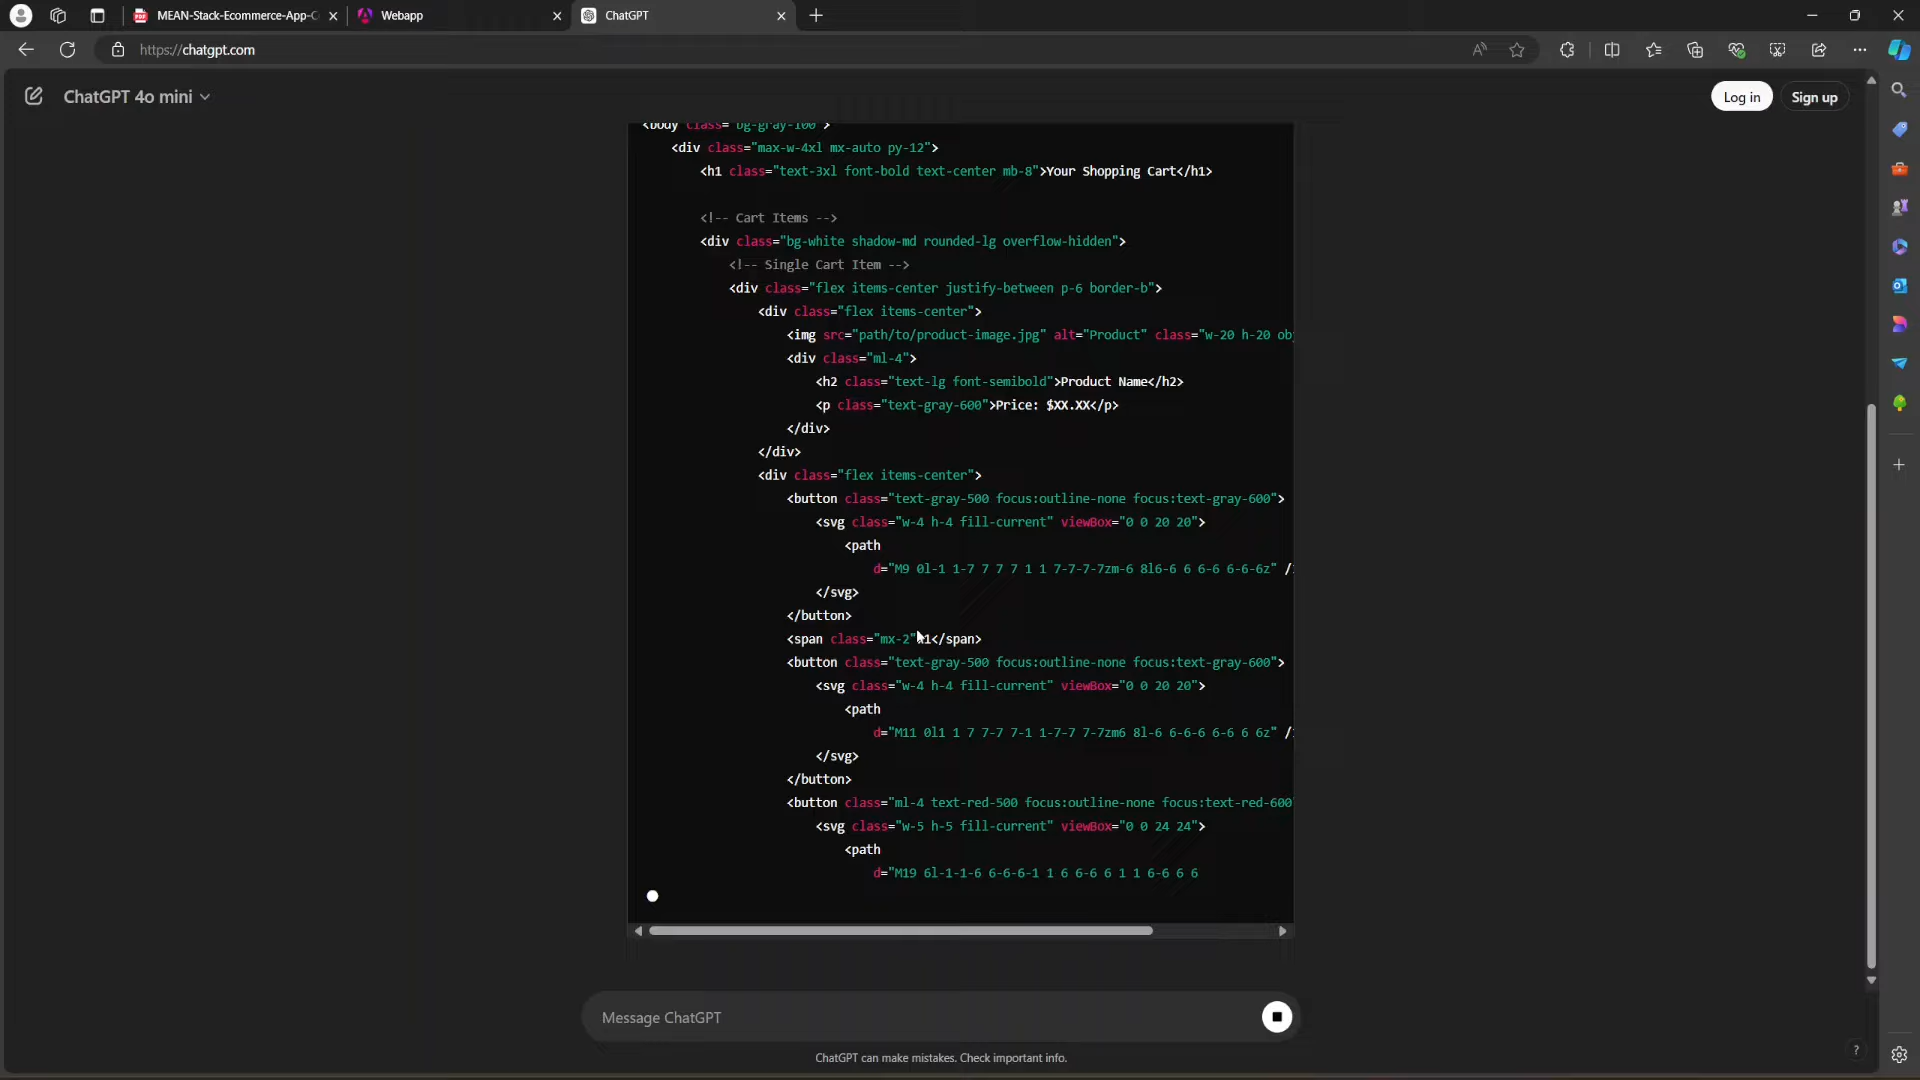 MEAN-Stack-Ecommerce-App-C
Webapp
ChatGPT
https://chatgpt.com
ChatGPT 4o mini
Log in
Sign up
<body class="bg-gray-100">
<div class="max-w-4xl mx-auto py-12">
<h1 class="text-3xl font-bold text-center mb-8">Your Shopping Cart</h1>
<!-- Cart Items -->
<div class="bg-white shadow-md rounded-lg overflow-hidden">
<!-- Single Cart Item -->
<div class="flex items-center justify-between p-6 border-b">
<div class="flex items-center">
<img src="path/to/product-image.jpg" alt="Product" class="w-20 h-20 ob
<div class="ml-4">
<h2 class="text-lg font-semibold">Product Name</h2>
<p class="text-gray-600">Price: $XX.XX</p>
</div>
</div>
<div class="flex items-center">
<button class="text-gray-500 focus:outline-none focus:text-gray-600">
<svg class="w-4 h-4 fill-current" viewBox="0 0 20 20">
<path
d="M9 0l-1 1-7 7 7 7 1 1 7-7-7-7zm-6 8l6-6 6 6-6 6-6-6z" /
</svg>
</button>
<span class="mx-2">1</span>
<button class="text-gray-500 focus:outline-none focus:text-gray-600">
<svg class="w-4 h-4 fill-current" viewBox="0 0 20 20">
<path
d="M11 0l1 1 7 7-7 7-1 1-7-7 7-7zm6 8l-6 6-6-6 6-6 6 6z" /
</svg>
</button>
<button class="ml-4 text-red-500 focus:outline-none focus:text-red-600"
<svg class="w-5 h-5 fill-current" viewBox="0 0 24 24">
<path
d="M19 6l-1-1-6 6-6-6-1 1 6 6-6 6 1 1 6-6 6 6
Message ChatGPT
ChatGPT can make mistakes. Check important info.
?